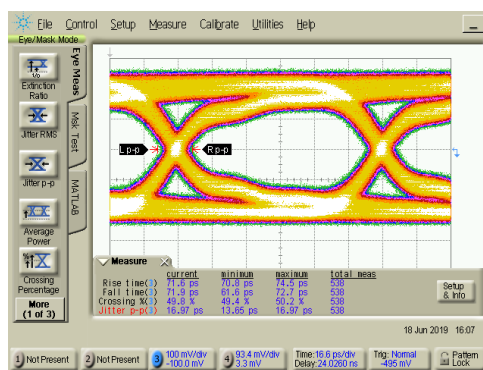 File Control Setup Measure Calibrate Utilities Help
Eye/Mask Mode
Extinction
Ratio
Jitter RMS
Jitter p-p
Average
Power
Crossing
Percentage
More
(1 of 3)
Eye Meas
Msk Test
MATLAB
L p-p
R p-p
Measure
current minimum maximum total meas
Rise time(3) 71.6 ps 70.8 ps 74.5 ps 538
Fall time(3) 71.9 ps 61.6 ps 72.7 ps 538
Crossing %(3) 49.8 % 49.4 % 50.2 % 538
Jitter p-p(3) 16.97 ps 13.65 ps 16.97 ps 538
Setup
& Info
18 Jun 2019 16:07
1 Not Present
2 Not Present
3 100 mV/div
-100.0 mV
4 93.4 mV/div
3.3 mV
Time:16.6 ps/div
Delay:24.0260 ns
Trig: Normal
-495 mV
Pattern
Lock